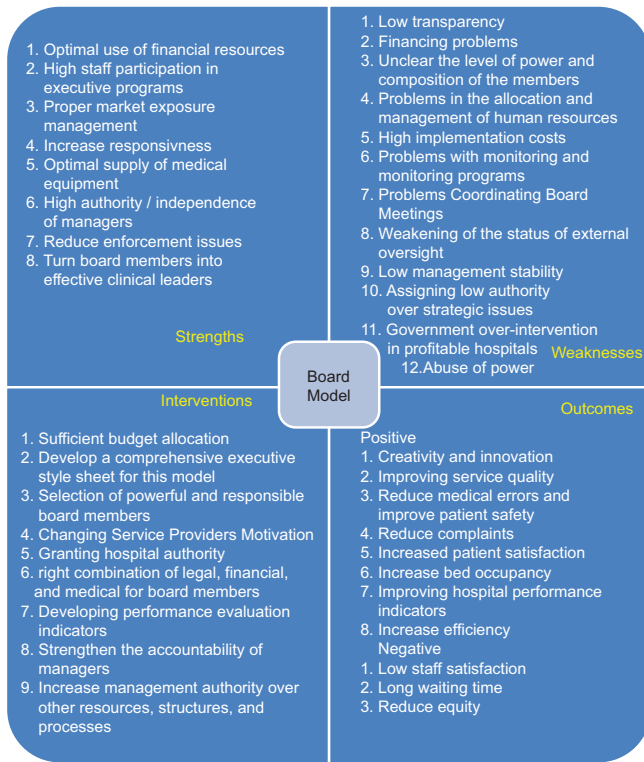 1. Optimal use of financial resources
2. High staff participation in
executive programs
3. Proper market exposure
management
4. Increase responsivness
5. Optimal supply of medical
equipment
6. High authority / independence
of managers
7. Reduce enforcement issues
8. Turn board members into
effective clinical leaders
Strengths
1. Low transparency
2. Financing problems
3. Unclear the level of power and
composition of the members
4. Problems in the allocation and
management of human resources
5. High implementation costs
6. Problems with monitoring and
monitoring programs
7. Problems Coordinating Board
Meetings
8. Weakening of the status of external
oversight
9. Low management stability
10. Assigning low authority
over strategic issues
11. Government over-intervention
in profitable hospitals
12.Abuse of power
Weaknesses
Board
Model
Interventions
1. Sufficient budget allocation
2. Develop a comprehensive executive
style sheet for this model
3. Selection of powerful and responsible
board members
4. Changing Service Providers Motivation
5. Granting hospital authority
6. right combination of legal, financial,
and medical for board members
7. Developing performance evaluation
indicators
8. Strengthen the accountability of
managers
9. Increase management authority over
other resources, structures, and
processes
Outcomes
Positive
1. Creativity and innovation
2. Improving service quality
3. Reduce medical errors and
improve patient safety
4. Reduce complaints
5. Increased patient satisfaction
6. Increase bed occupancy
7. Improving hospital performance
indicators
8. Increase efficiency
Negative
1. Low staff satisfaction
2. Long waiting time
3. Reduce equity